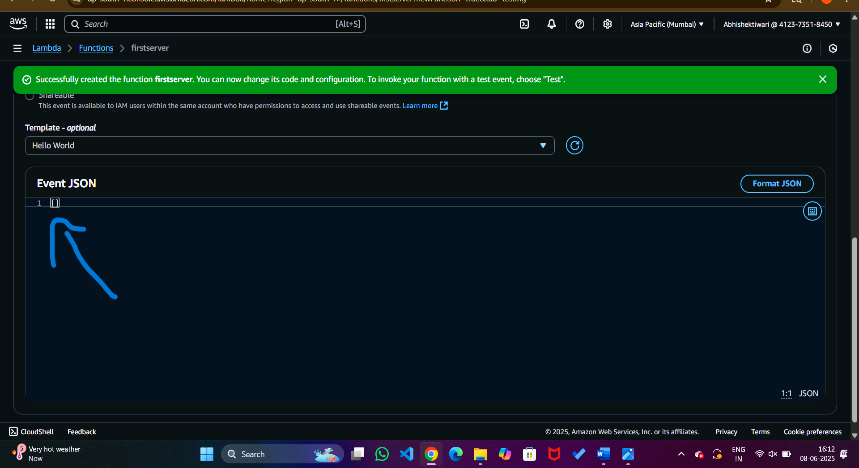 aws
Search [Alt+S]
Asia Pacific (Mumbai) Abhishektiwari @ 4123-7351-8450
Lambda > Functions > firstserver
Successfully created the function firstserver. You can now change its code and configuration. To invoke your function with a test event, choose "Test".
Shareable
This event is available to IAM users within the same account who have permissions to access and use shareable events. Learn more
Template - optional
Hello World
Event JSON
Format JSON
1 {}
1:1 JSON
CloudShell Feedback
© 2025, Amazon Web Services, Inc. or its affiliates. Privacy Terms Cookie preferences
Very hot weather
Now
Search
ENG
IN
16:12
08-06-2025